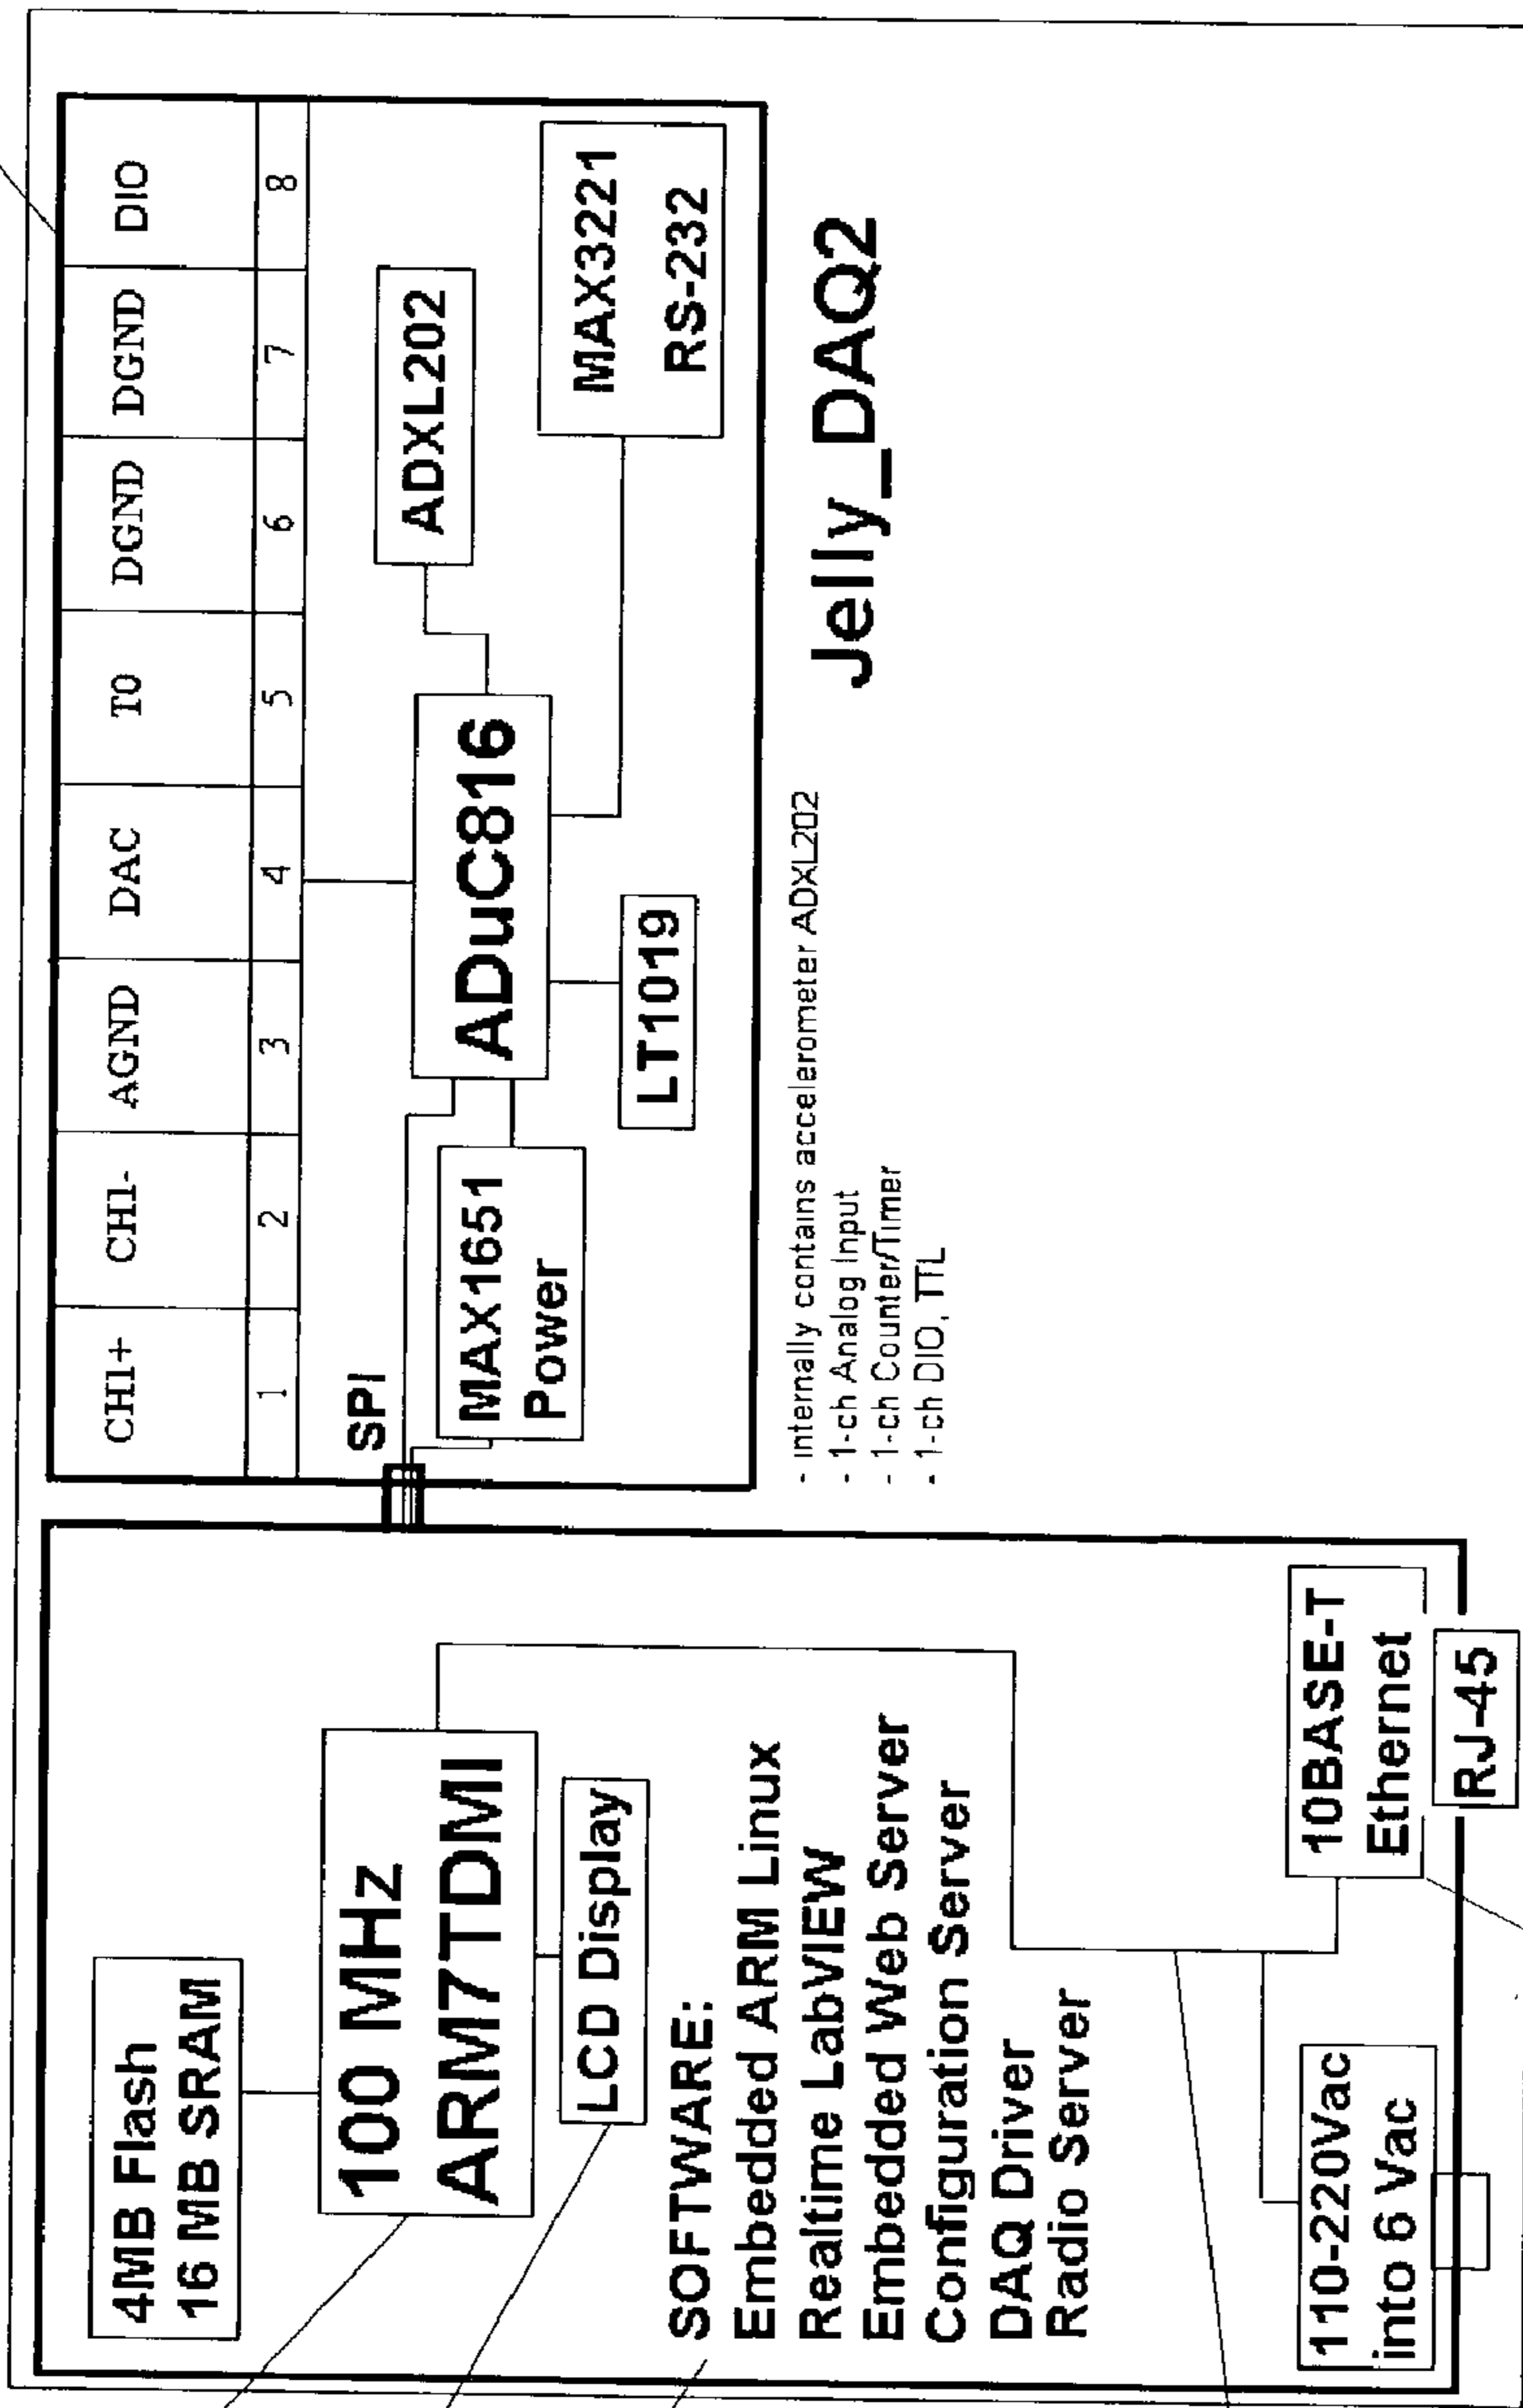 4MB Flash
16 MB SRAM
100 MHz
ARM7TDMI
LCD Display
SOFTWARE:
Embedded ARM Linux
Realtime LabVIEW
Embedded Web Server
Configuration Server
DAQ Driver
Radio Server
110-220Vac
into 6 Vac
10BASE-T
Ethernet
RJ-45
CH1+ CH1- AGND DAC T0 DGND DGND DIO
1 2 3 4 5 6 7 8
SPI
MAX1651
Power
ADuC816
ADXL202
LT1019
MAX3221
RS-232
Jelly_DAQ2
- internally contains accelerometer ADXL202
- 1-ch Analog Input
- 1-ch Counter/Timer
- 1-ch DIO, TTL